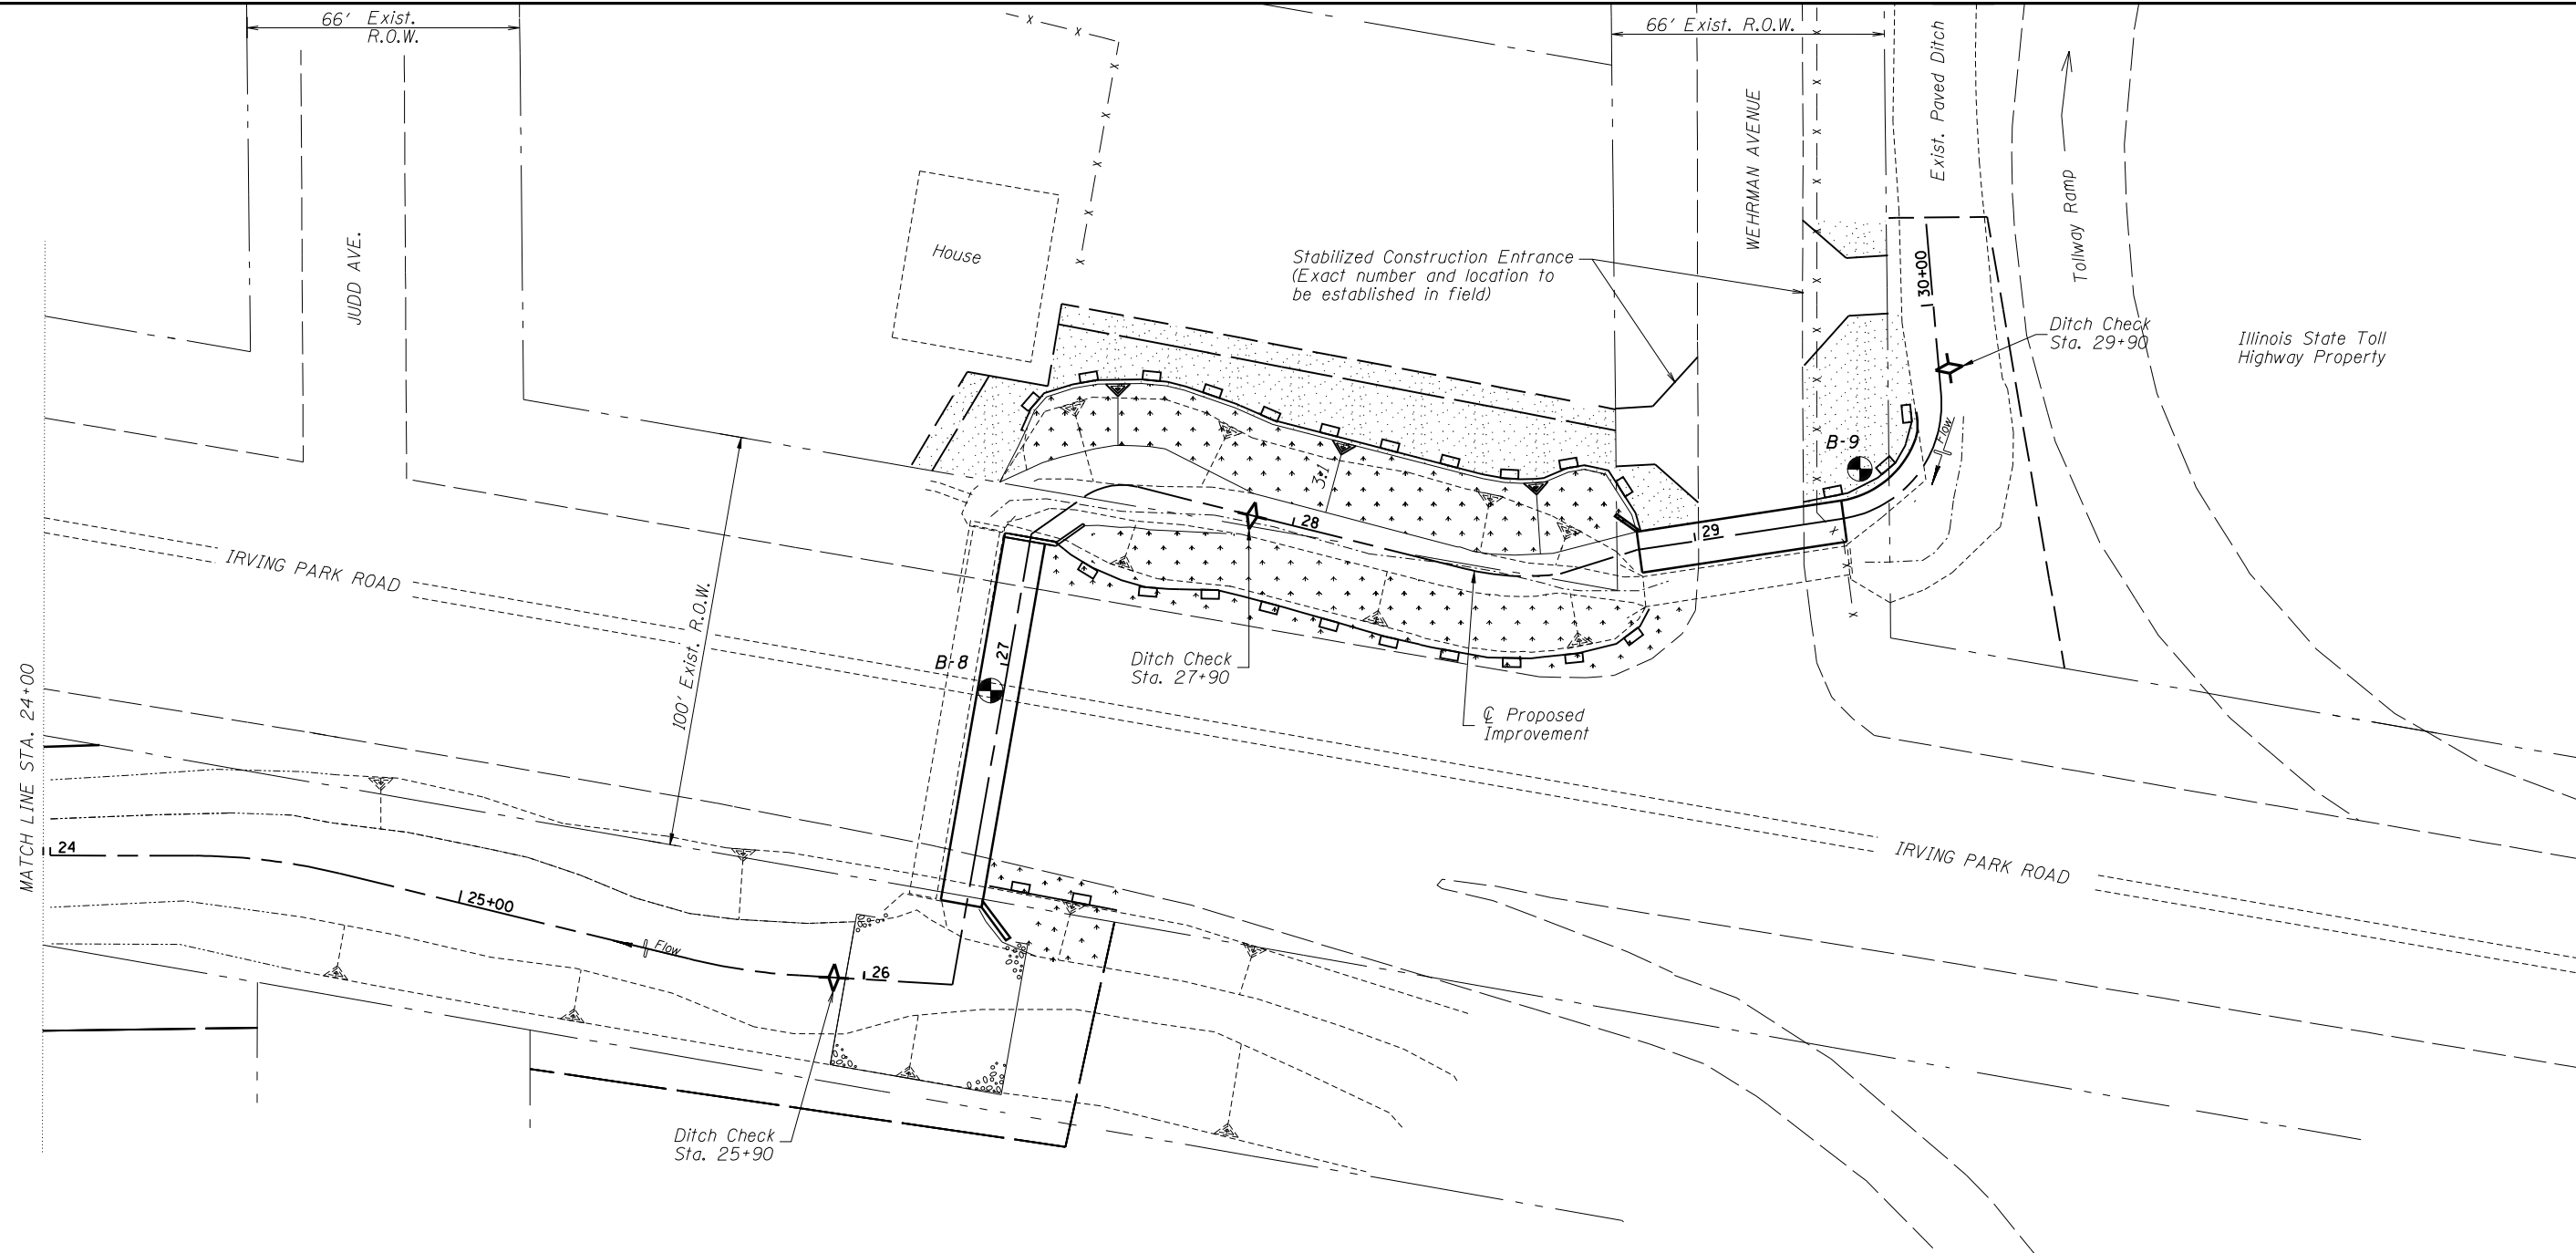 66' Exist.
R.O.W.
66' Exist. R.O.W.
Exist. Paved Ditch
WEHRMAN AVENUE
Tollway Ramp
JUDD AVE.
House
Stabilized Construction Entrance
(Exact number and location to
be established in field)
30+00
Ditch Check
Sta. 29+90
Illinois State Toll
Highway Property
B-9
Flow
3:1
28
29
IRVING PARK ROAD
100' Exist. R.O.W.
27
B-8
Ditch Check
Sta. 27+90
℄ Proposed
Improvement
MATCH LINE STA. 24+00
24
25+00
Flow
26
IRVING PARK ROAD
Ditch Check
Sta. 25+90